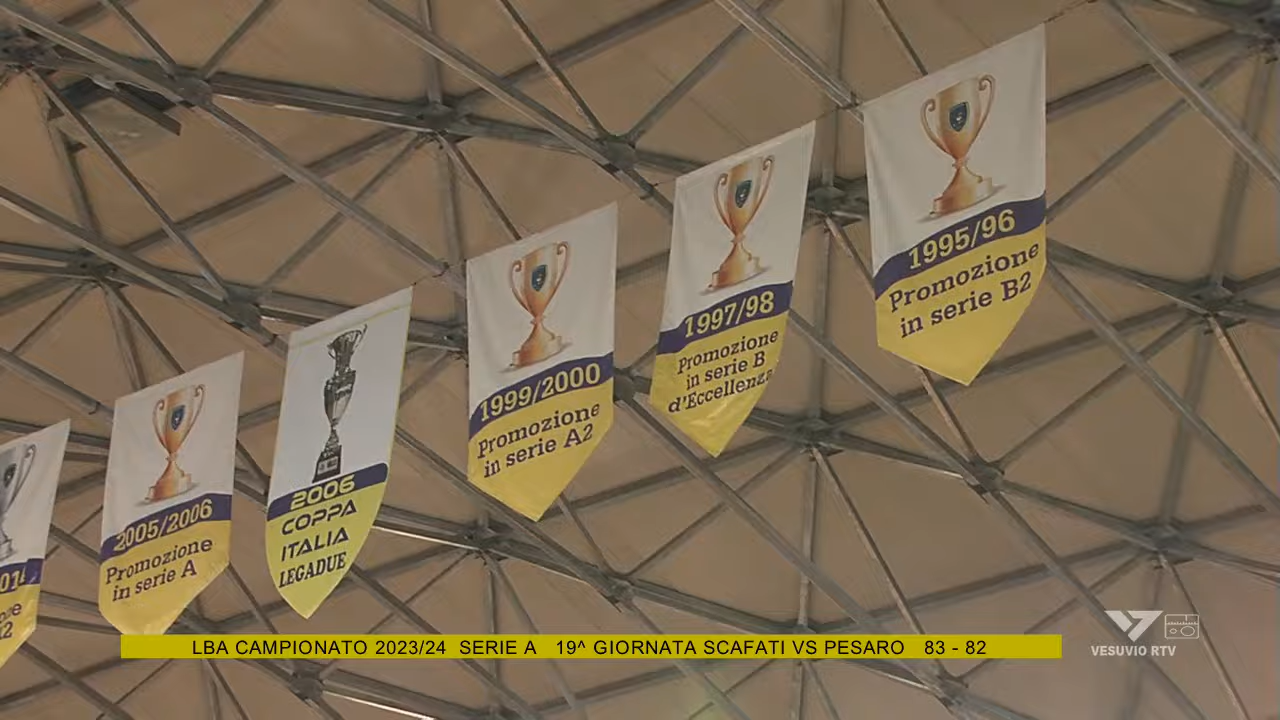 1995/96
Promozione
in serie B2
1997/98
Promozione
in serie B
d'Eccellenza
1999/2000
Promozione
in serie A2
2006
COPPA
ITALIA
LEGADUE
2005/2006
Promozione
in serie A
LBA CAMPIONATO 2023/24 SERIE A 19^ GIORNATA SCAFATI VS PESARO 83 - 82
VESUVIO RTV